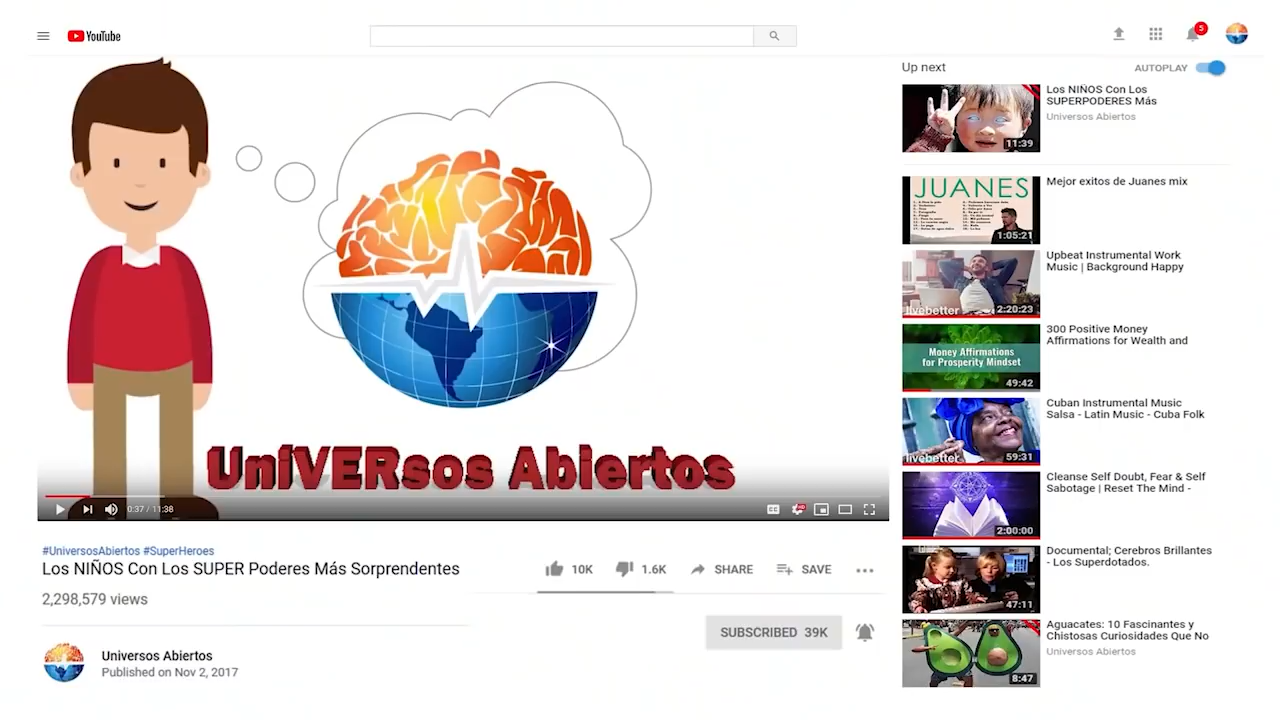 YouTube
5
Up next
AUTOPLAY
Los NIÑOS Con Los
SUPERPODERES Más
Universos Abiertos
11:39
JUANES
1:05:21
Mejor exitos de Juanes mix
Upbeat Instrumental Work
Music | Background Happy
livebetter
2:20:23
300 Positive Money
Affirmations for Wealth and
Money Affirmations
for Prosperity Mindset
49:42
Cuban Instrumental Music
Salsa - Latin Music - Cuba Folk
livebetter
59:31
Cleanse Self Doubt, Fear & Self
Sabotage | Reset The Mind -
2:00:00
Documental; Cerebros Brillantes
- Los Superdotados.
47:11
Aguacates: 10 Fascinantes y
Chistosas Curiosidades Que No
Universos Abiertos
8:47
UníVERsos Abiertos
0:37 / 11:38
CC
HD
#UniversosAbiertos #SuperHeroes
Los NIÑOS Con Los SUPER Poderes Más Sorprendentes
10K
1.6K
SHARE
SAVE
2,298,579 views
SUBSCRIBED 39K
Universos Abiertos
Published on Nov 2, 2017